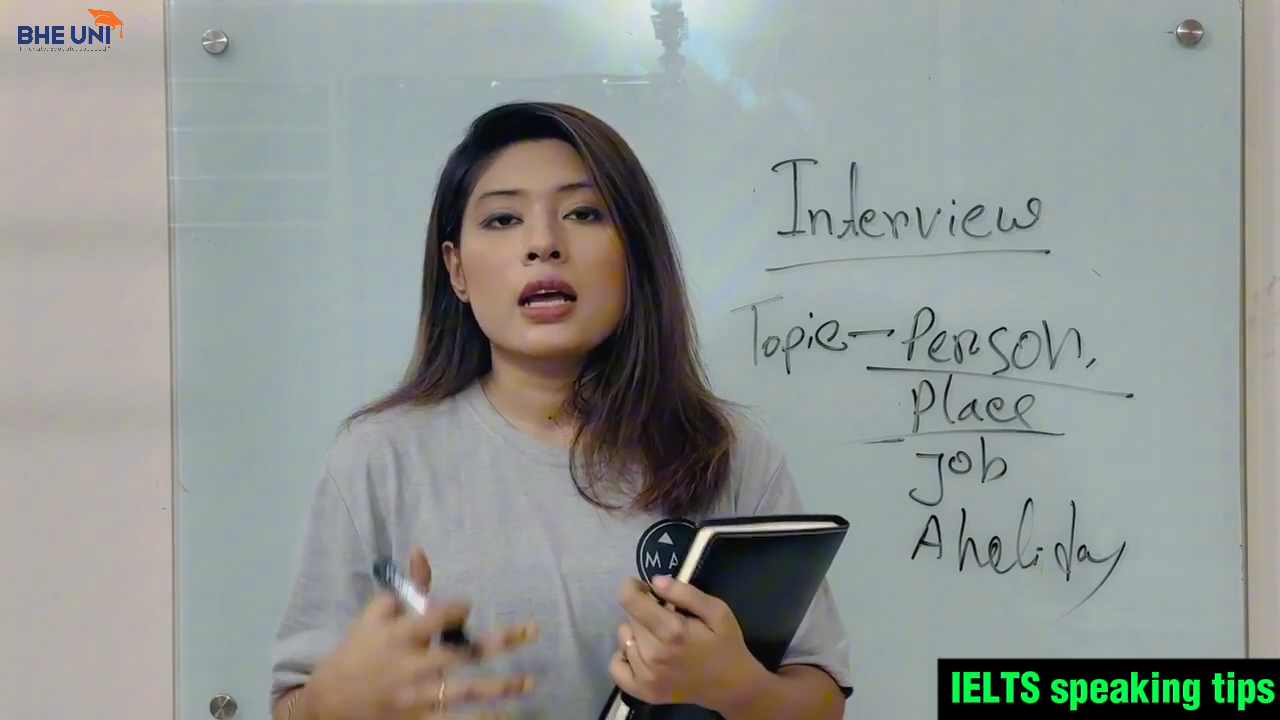 BHE UNI
Interview
Topic - Person,
Place
Job
A holiday
MA
IELTS speaking tips